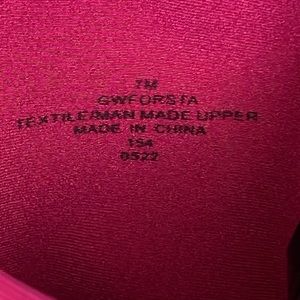 7M
GWFORSTA
TEXTILE/MAN MADE UPPER
MADE IN CHINA
154
0522